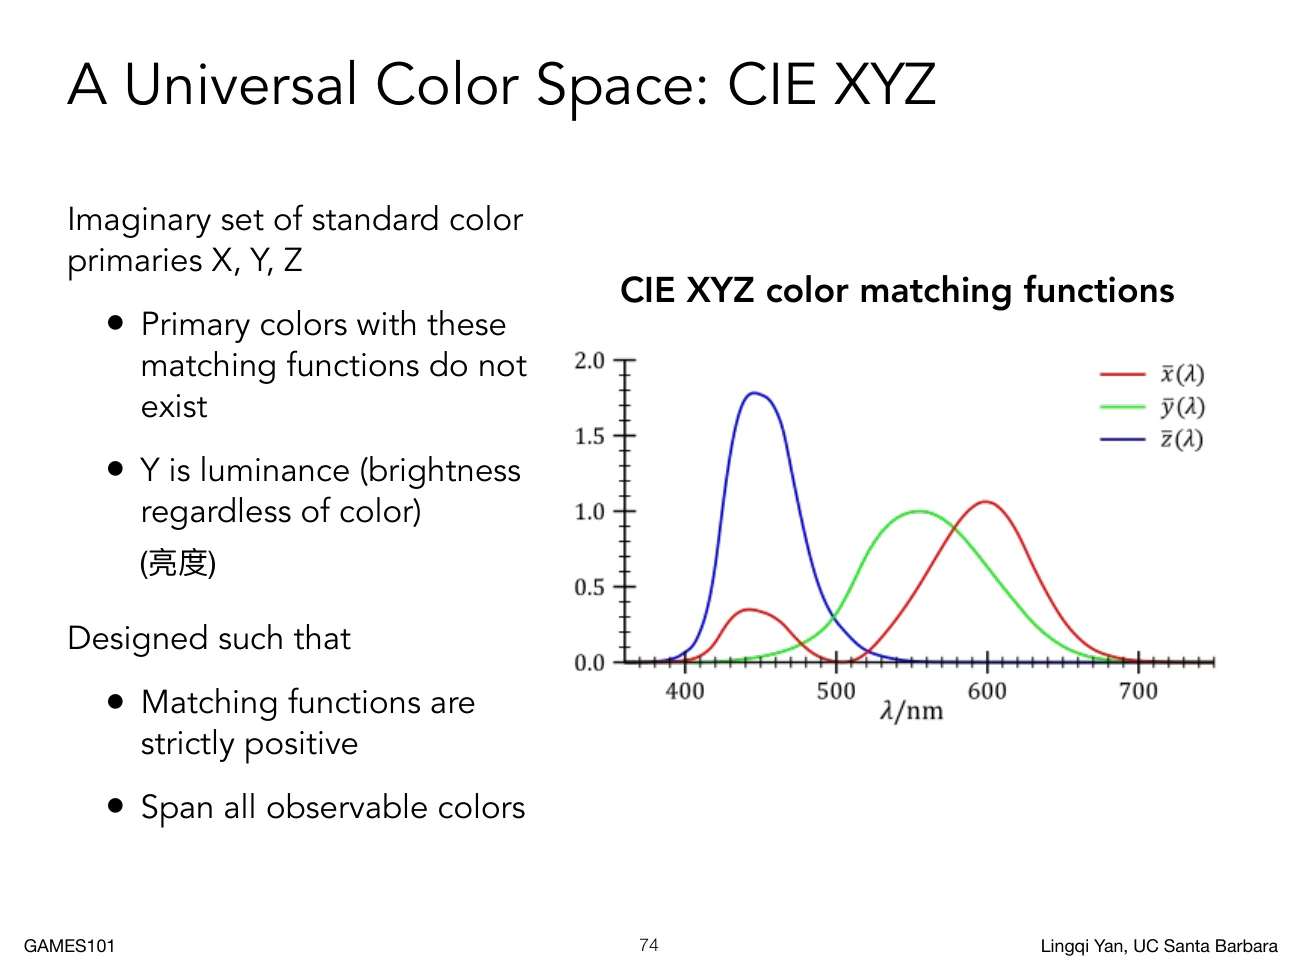 A Universal Color Space: CIE XYZ
Imaginary set of standard color
primaries X, Y, Z
• Primary colors with these
matching functions do not
exist
• Y is luminance (brightness
regardless of color)
(亮度)
Designed such that
• Matching functions are
strictly positive
• Span all observable colors
CIE XYZ color matching functions
2.0
1.5
1.0
0.5
0.0
400 500 600 700
λ/nm
x̄(λ)
ȳ(λ)
z̄(λ)
GAMES101
74
Lingqi Yan, UC Santa Barbara